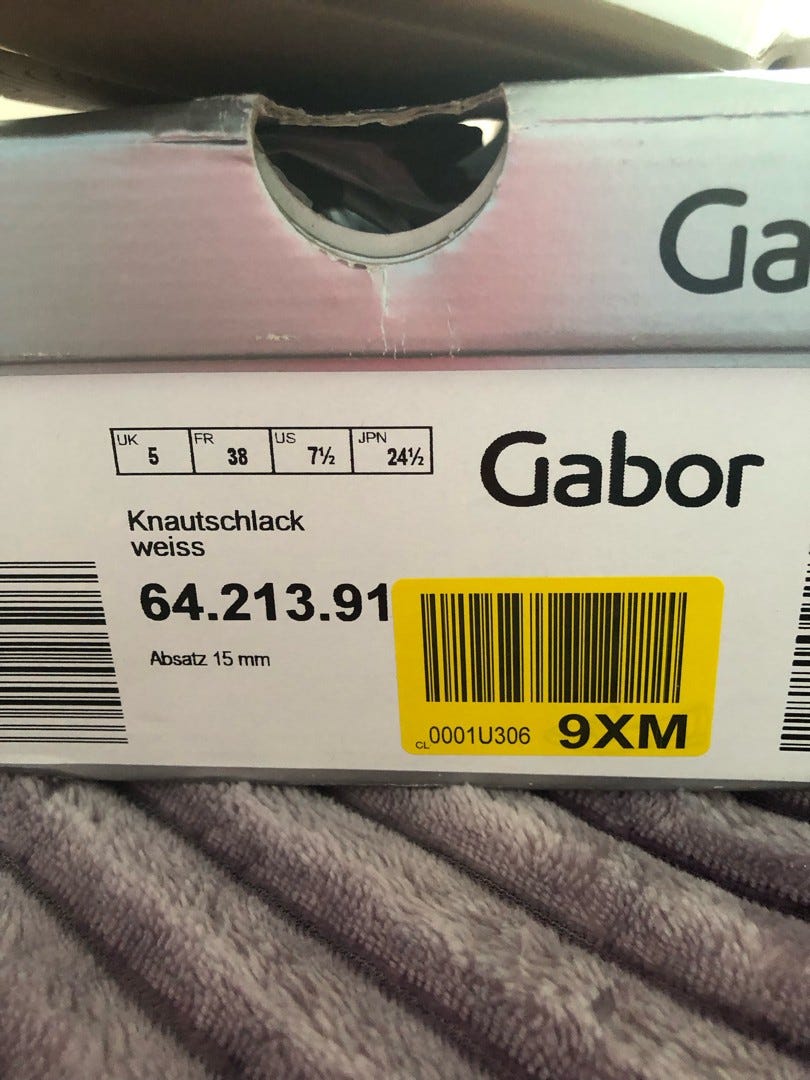 Ga
UK 5 FR 38 US 7½ JPN 24½
Gabor
Knautschlack
weiss
64.213.91
Absatz 15 mm
CL0001U306 9XM